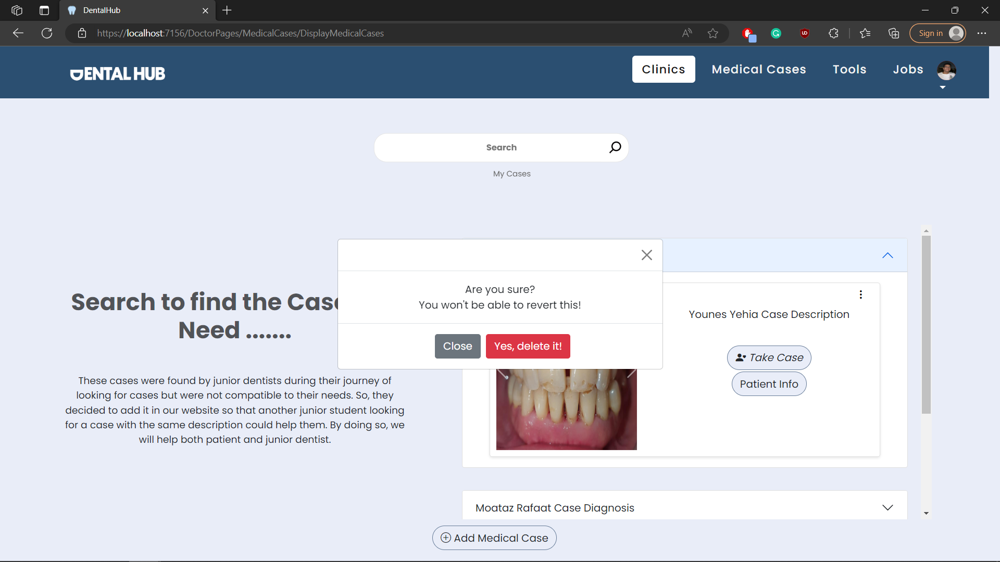 DentalHub
https://localhost:7156/DoctorPages/MedicalCases/DisplayMedicalCases
Sign in
DENTAL HUB
Clinics
Medical Cases
Tools
Jobs
Search
My Cases
Are you sure?
You won't be able to revert this!
Close
Yes, delete it!
Search to find the Cas
Need .......
These cases were found by junior dentists during their journey of
looking for cases but were not compatible to their needs. So, they
decided to add it in our website so that another junior student looking
for a case with the same description could help them. By doing so, we
will help both patient and junior dentist.
Younes Yehia Case Description
Take Case
Patient Info
Moataz Rafaat Case Diagnosis
Add Medical Case